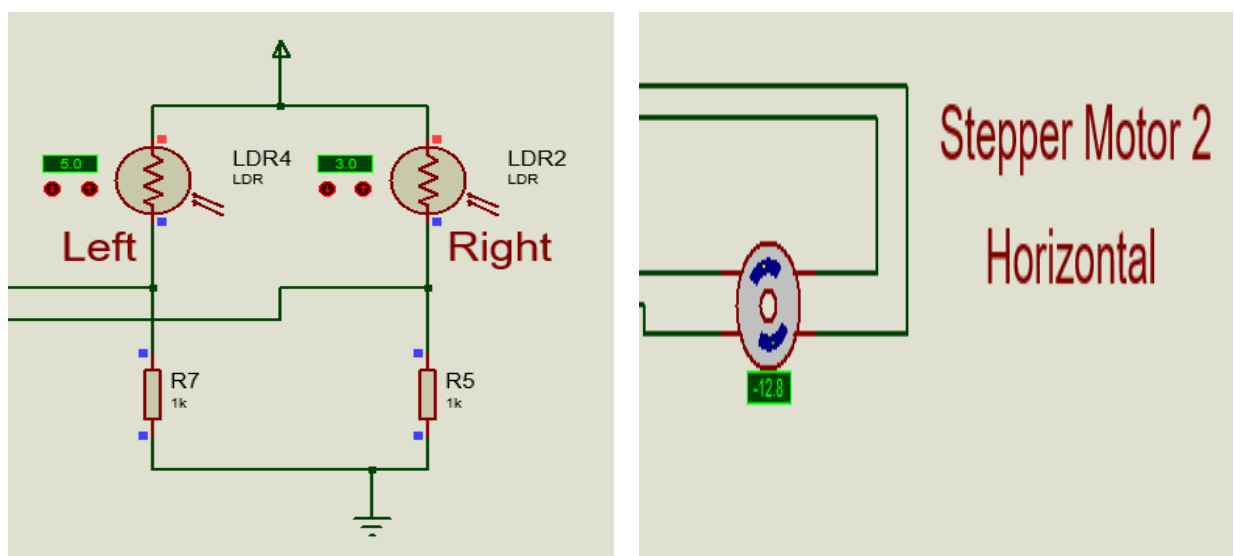 5.0
LDR4
LDR
3.0
LDR2
LDR
Left
Right
R7
1k
R5
1k
Stepper Motor 2
Horizontal
-12.8